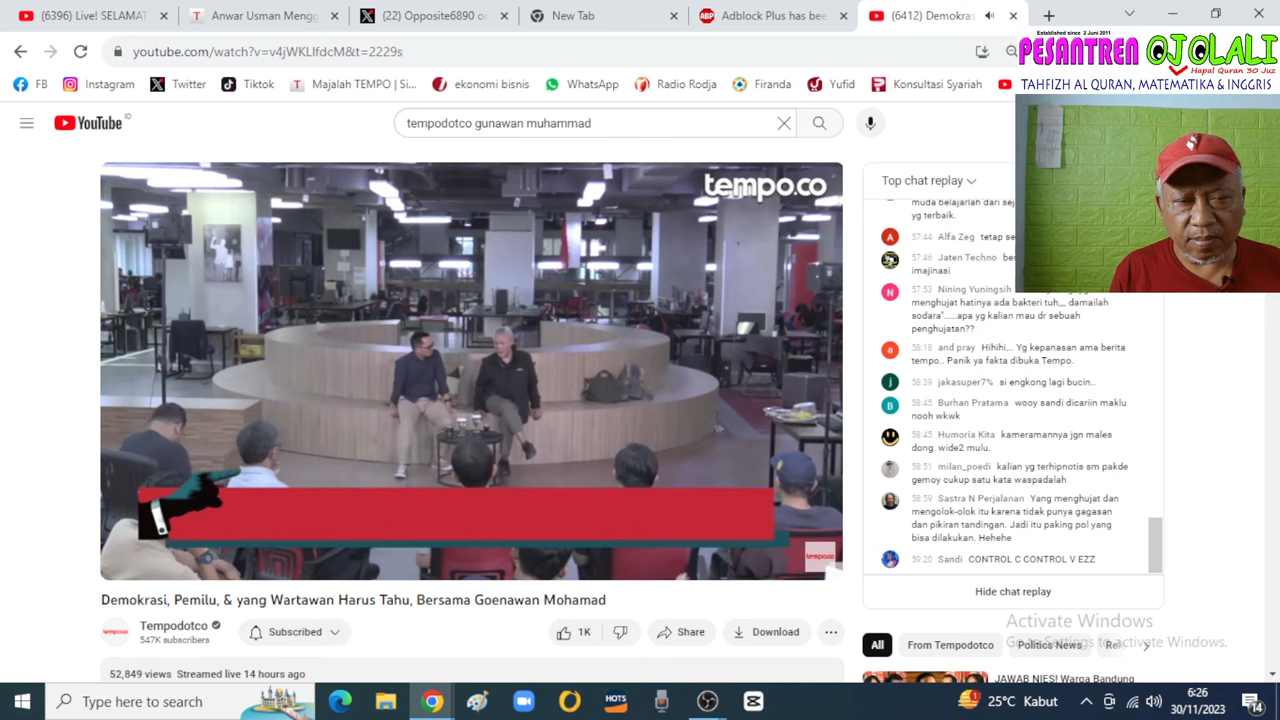 (6396) Live! SELAMAT
Anwar Usman Mengg
(22) Opposite6890 or
New Tab
Adblock Plus has bee
(6412) Demokras
Established since 2 Juni 2011
PESANTREN OJOLALI
Hapal Quran 30 Juz
TAHFIZH AL QURAN, MATEMATIKA & INGGRIS
FB
Instagram
Twitter
Tiktok
Majalah TEMPO | Si...
ekonomi bisnis
WhatsApp
Radio Rodja
Firanda
Yufid
Konsultasi Syariah
YouTube ID
tempodotco gunawan muhammad
tempo.co
Top chat replay
muda belajarlah dari sej
yg terbaik.
57:44 Alfa Zeg tetap se
57:46 Jaten Techno be
imajinasi
57:53 Nining Yuningsih
menghujat hatinya ada bakteri tuh,,, damailah
sodara".....apa yg kalian mau dr sebuah
penghujatan??
58:18 and pray Hihihi... Yg kepanasan ama berita
tempo.. Panik ya fakta dibuka Tempo.
58:39 jakasuper7% si engkong lagi bucin..
58:45 Burhan Pratama wooy sandi dicariin maklu
nooh wkwk
58:45 Humoria Kita kameramannya jgn males
dong. wide2 mulu.
58:51 milan_poedi kalian yg terhipnotis sm pakde
gemoy cukup satu kata waspadalah
58:59 Sastra N Perjalanan Yang menghujat dan
mengolok-olok itu karena tidak punya gagasan
dan pikiran tandingan. Jadi itu paking pol yang
bisa dilakukan. Hehehe
59:20 Sandi CONTROL C CONTROL V EZZ
Hide chat replay
tempo.co
Demokrasi, Pemilu, & yang Wartawan Harus Tahu, Bersama Goenawan Mohamad
tempo.co
Tempodotco
547K subscribers
Subscribed
1K
Share
Download
Activate Windows
Go to Settings to activate Windows.
All
From Tempodotco
Politics News
52,849 views Streamed live 14 hours ago
JAWAB NIES! Warga Bandung
Type here to search
HOTS
1
25°C Kabut
6:26
30/11/2023
14